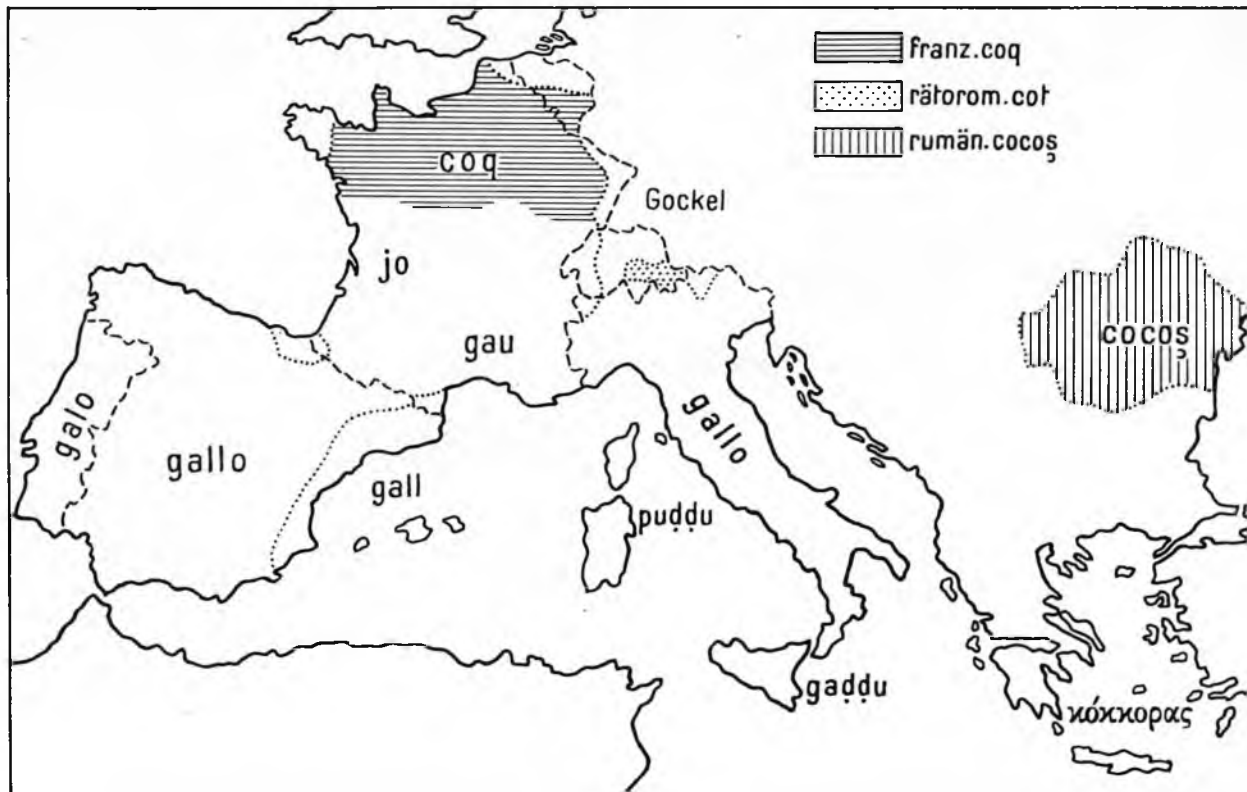 franz.coq
rätorom.cot
rumän.cocoș
coq
Gockel
jo
cocoș
gau
galo
gallo
gallo
gall
puḍḍu
gaḍḍu
κόκκορας